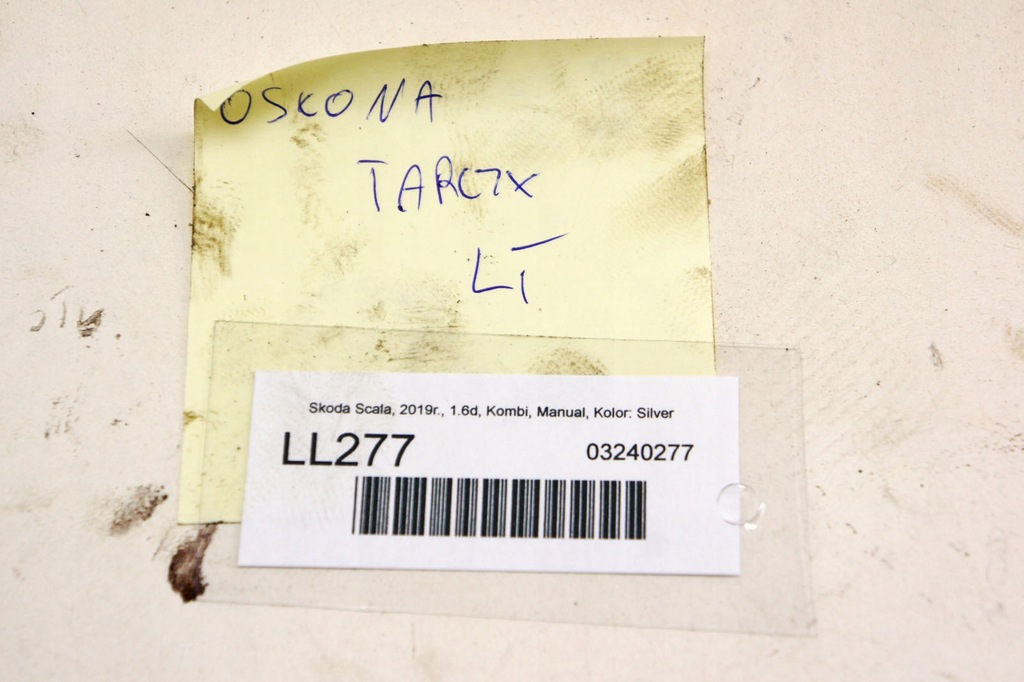 OSKONA
TARCZX
LT
Skoda Scala, 2019r., 1.6d, Kombi, Manual, Kolor: Silver
LL277
03240277